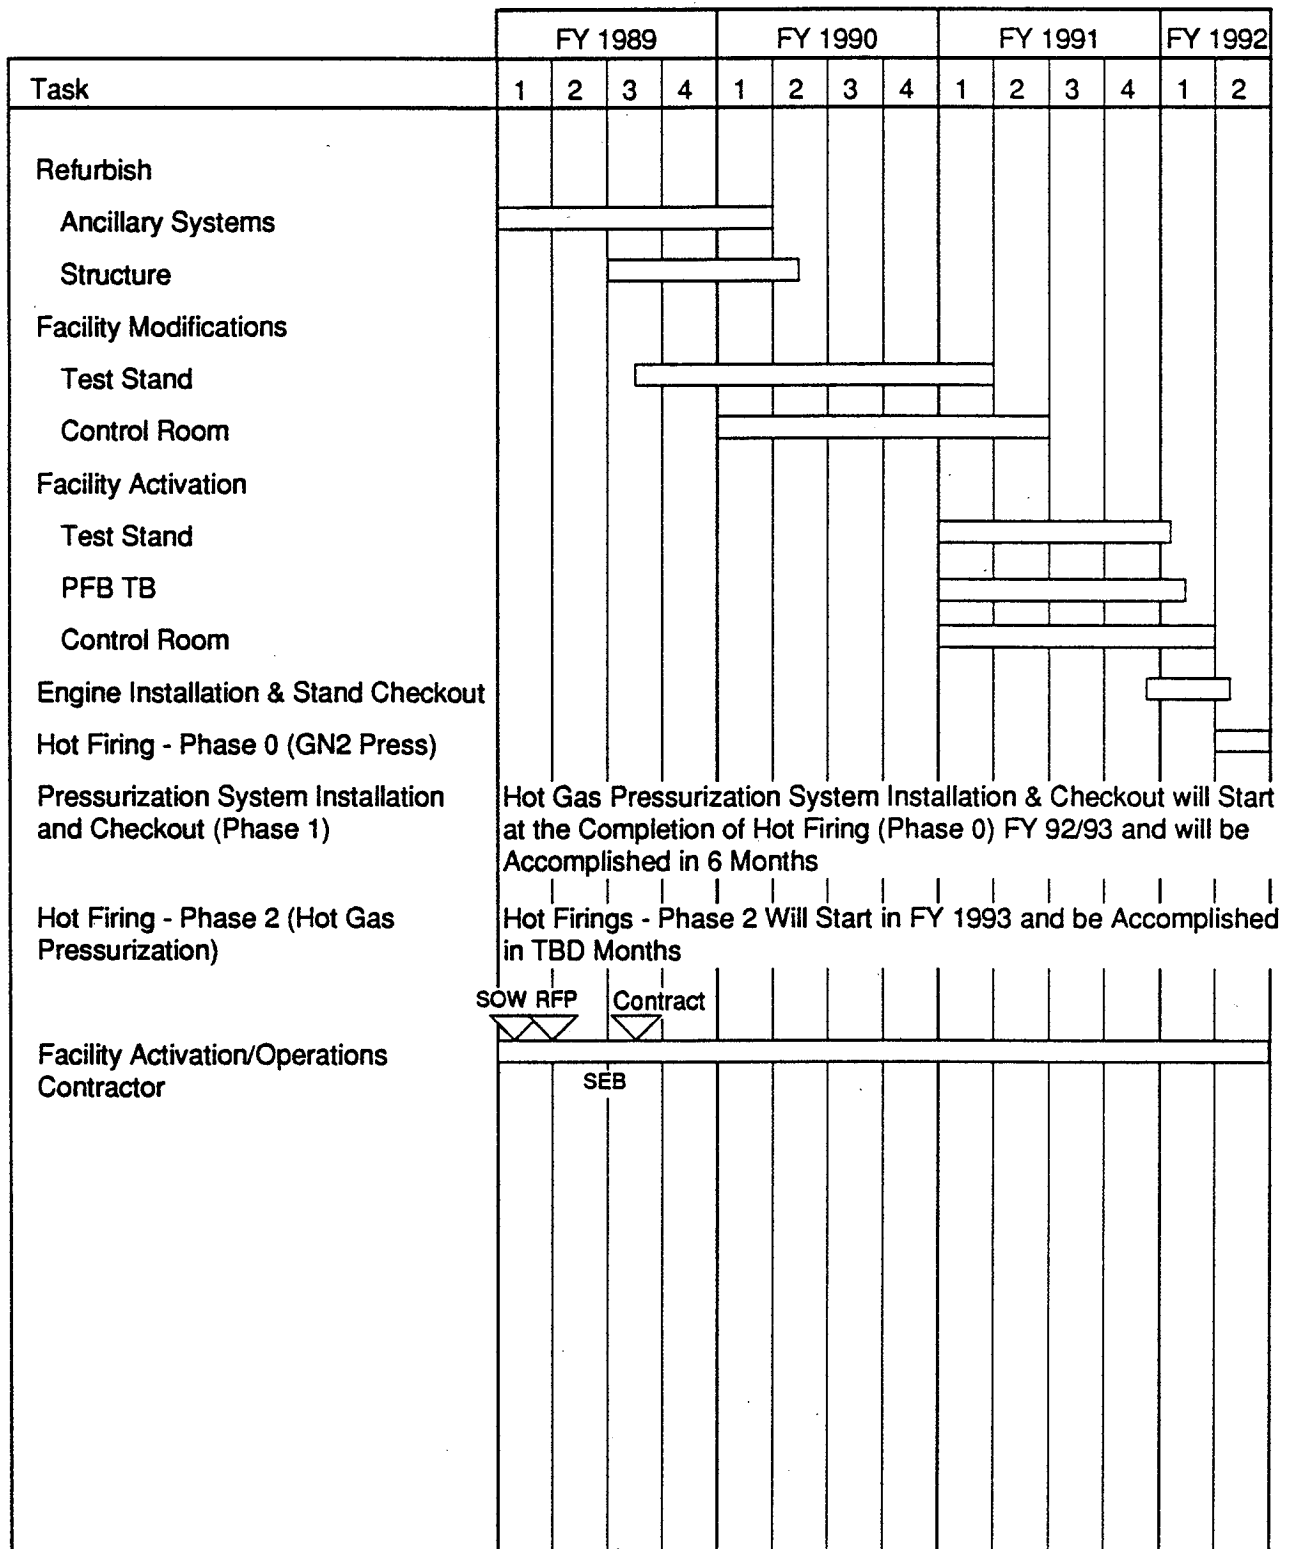 FY 1989 FY 1990 FY 1991 FY 1992
Task 1 2 3 4 1 2 3 4 1 2 3 4 1 2
Refurbish
Ancillary Systems
Structure
Facility Modifications
Test Stand
Control Room
Facility Activation
Test Stand
PFB TB
Control Room
Engine Installation & Stand Checkout
Hot Firing - Phase 0 (GN2 Press)
Pressurization System Installation
and Checkout (Phase 1)
Hot Gas Pressurization System Installation & Checkout will Start
at the Completion of Hot Firing (Phase 0) FY 92/93 and will be
Accomplished in 6 Months
Hot Firing - Phase 2 (Hot Gas
Pressurization)
Hot Firings - Phase 2 Will Start in FY 1993 and be Accomplished
in TBD Months
SOW RFP Contract
Facility Activation/Operations
Contractor
SEB